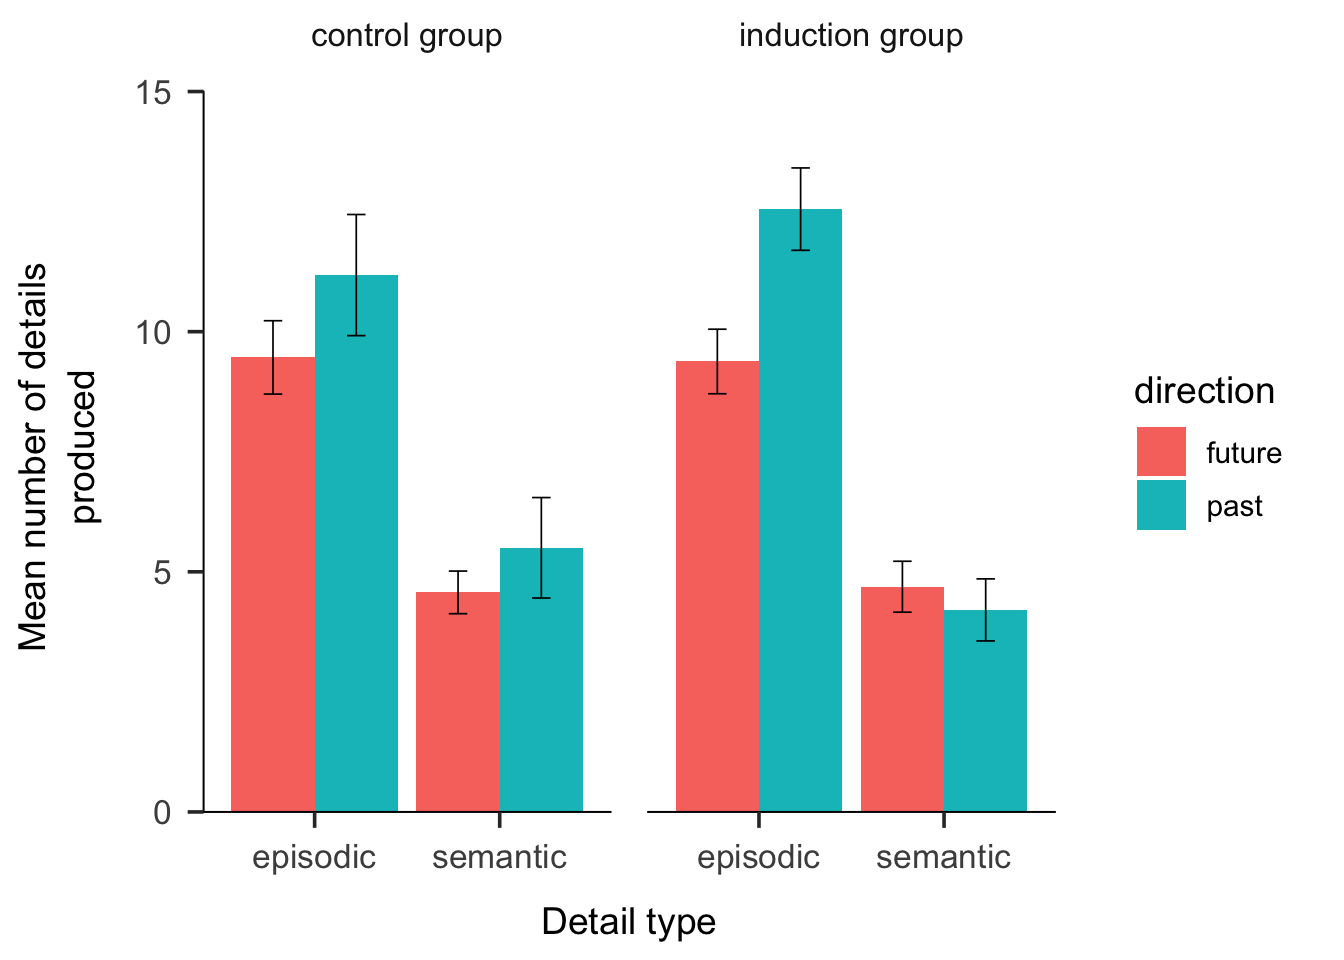 control group
induction group
15
10
5
0
Mean number of details
produced
episodic
semantic
episodic
semantic
Detail type
direction
future
past